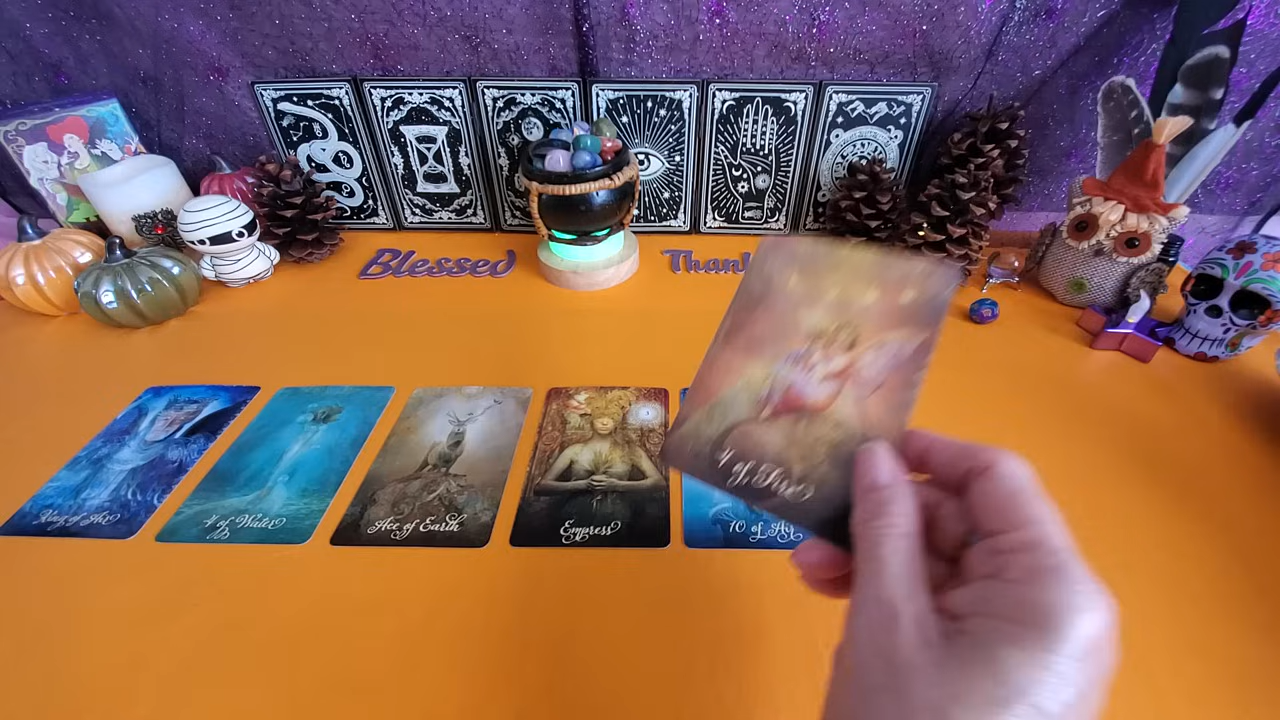 Blessed
Thank
King of Air
4 of Water
Ace of Earth
Empress
10 of Air
4 of Fire